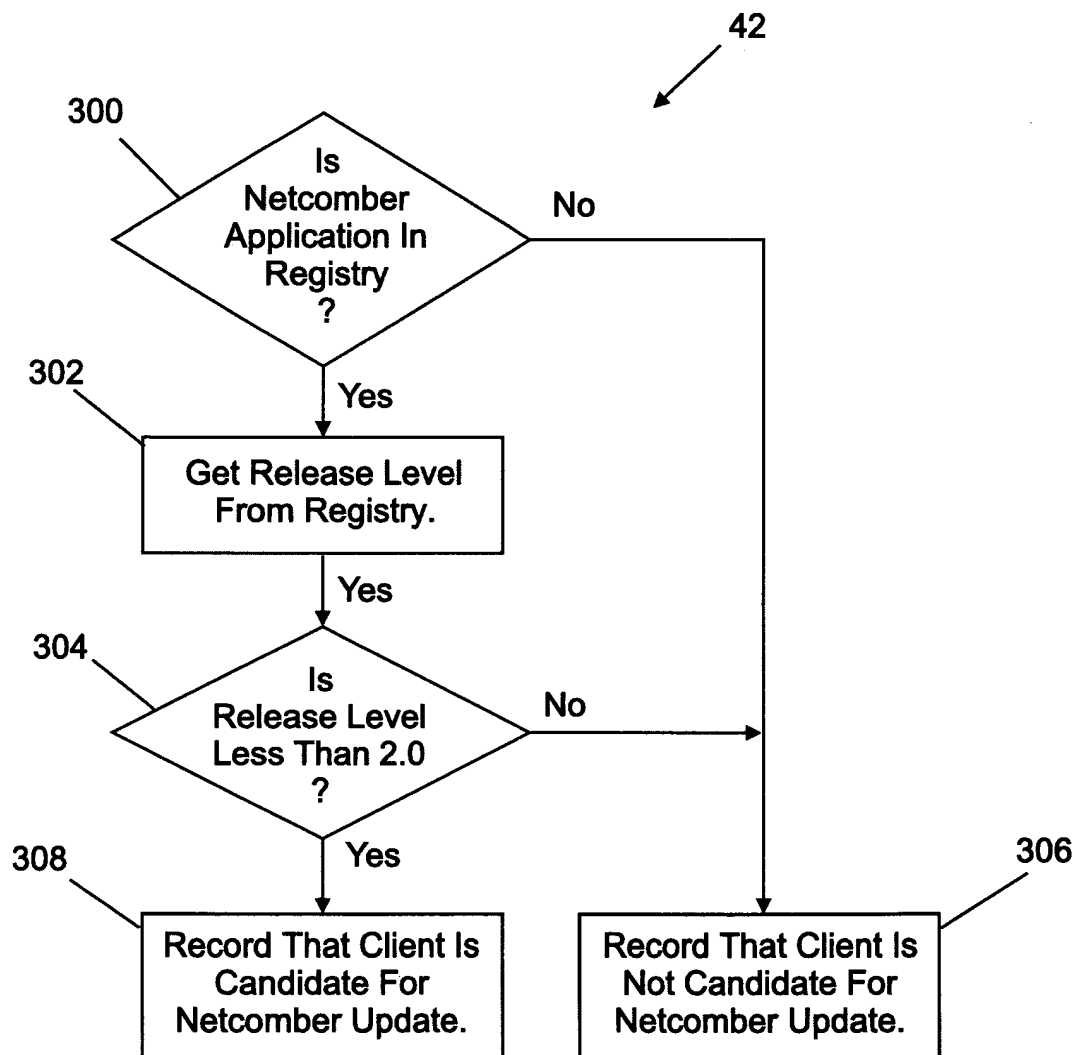 42
300
Is
Netcomber
Application In
Registry
?
No
302
Yes
Get Release Level
From Registry.
Yes
304
Is
Release Level
Less Than 2.0
?
No
308
Yes
306
Record That Client Is
Candidate For
Netcomber Update.
Record That Client Is
Not Candidate For
Netcomber Update.